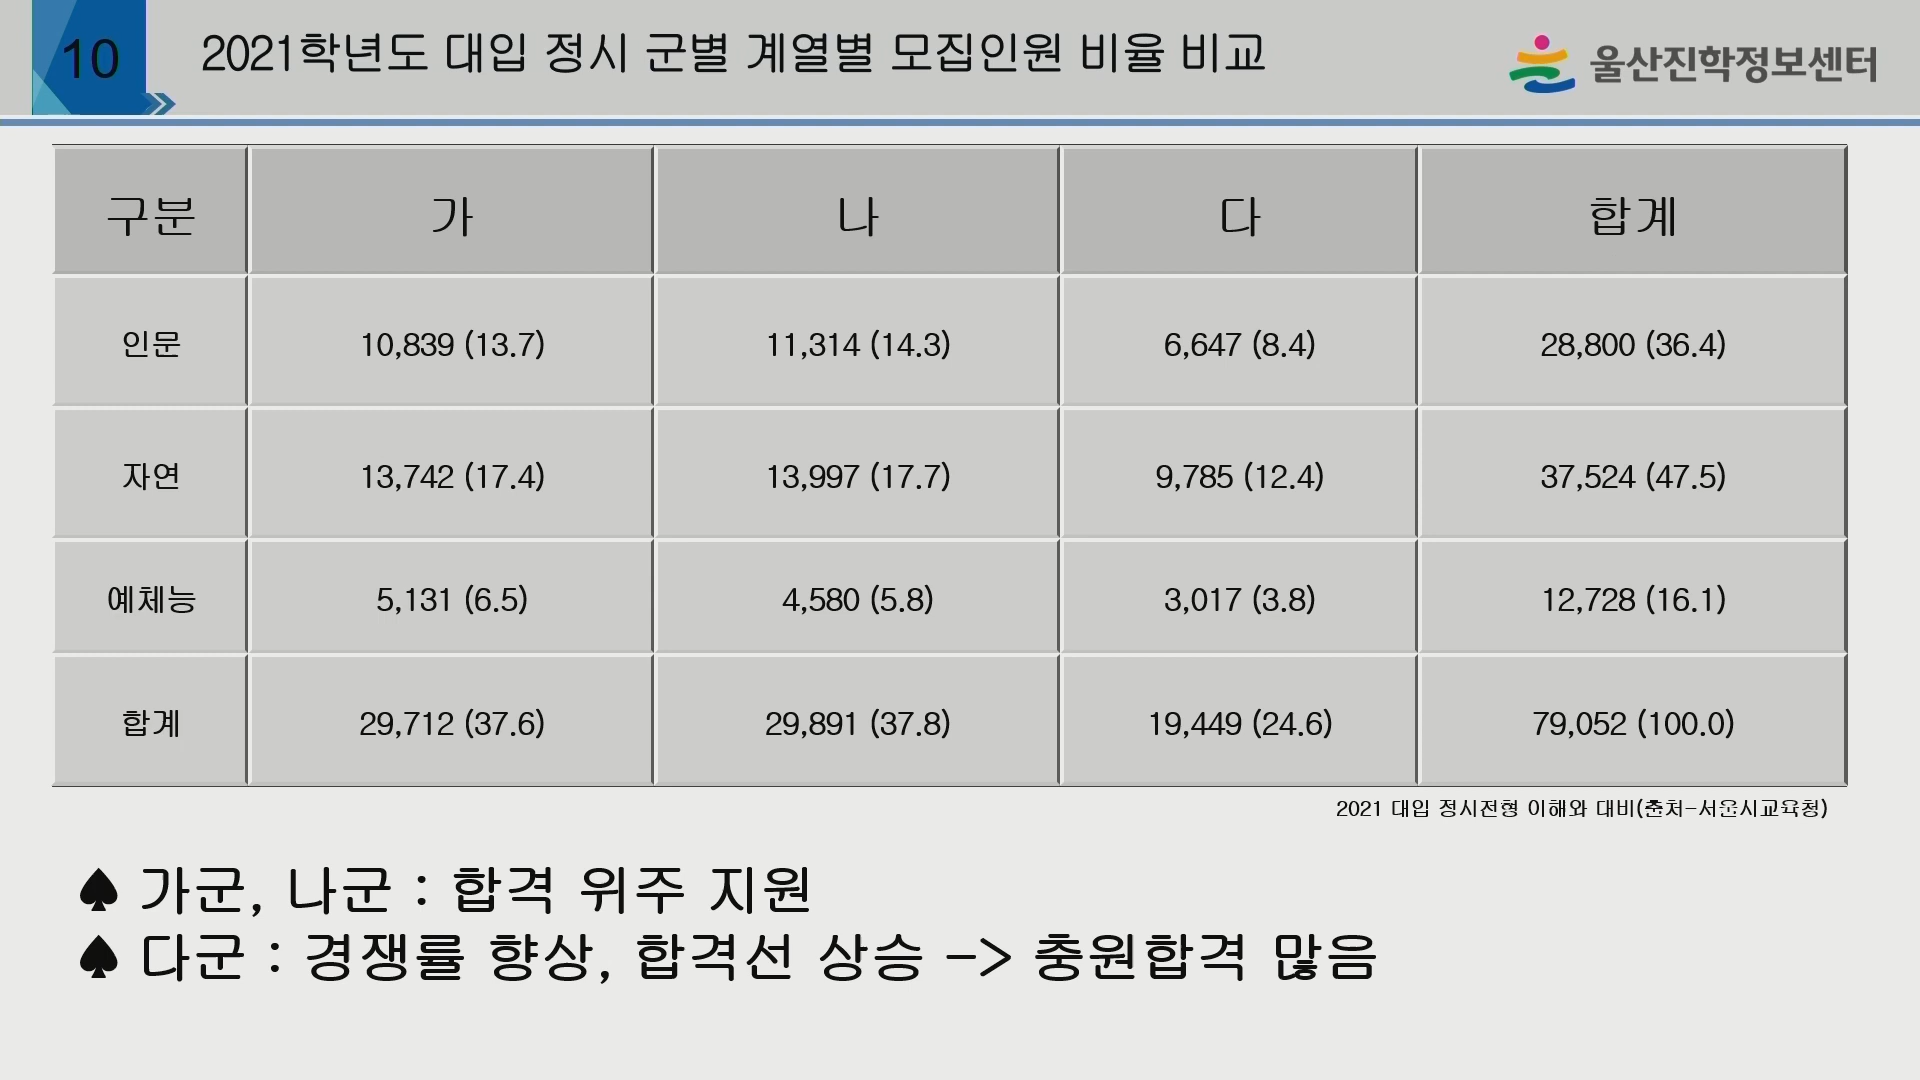 10
2021학년도 대입 정시 군별 계열별 모집인원 비율 비교
울산진학정보센터
구분 가 나 다 합계
인문 10,839 (13.7) 11,314 (14.3) 6,647 (8.4) 28,800 (36.4)
자연 13,742 (17.4) 13,997 (17.7) 9,785 (12.4) 37,524 (47.5)
예체능 5,131 (6.5) 4,580 (5.8) 3,017 (3.8) 12,728 (16.1)
합계 29,712 (37.6) 29,891 (37.8) 19,449 (24.6) 79,052 (100.0)
2021 대입 정시전형 이해와 대비(출처-서울시교육청)
♠ 가군, 나군 : 합격 위주 지원
♠ 다군 : 경쟁률 향상, 합격선 상승 -> 충원합격 많음